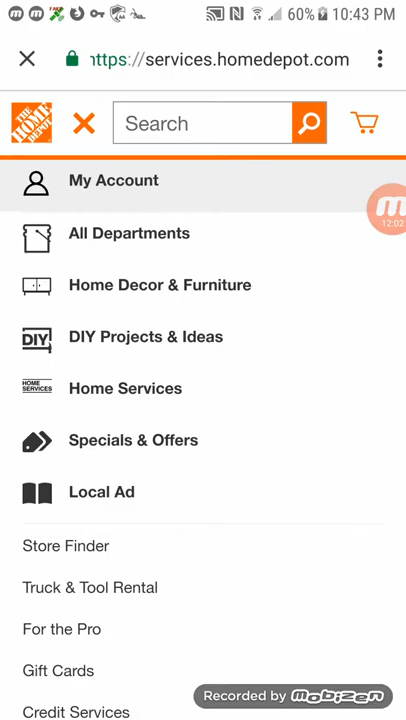 60% 10:43 PM
https://services.homedepot.com
THE HOME DEPOT
Search
My Account
12:02
All Departments
Home Decor & Furniture
DIY
DIY Projects & Ideas
HOME SERVICES
Home Services
Specials & Offers
Local Ad
Store Finder
Truck & Tool Rental
For the Pro
Gift Cards
Credit Services
Recorded by mobizen